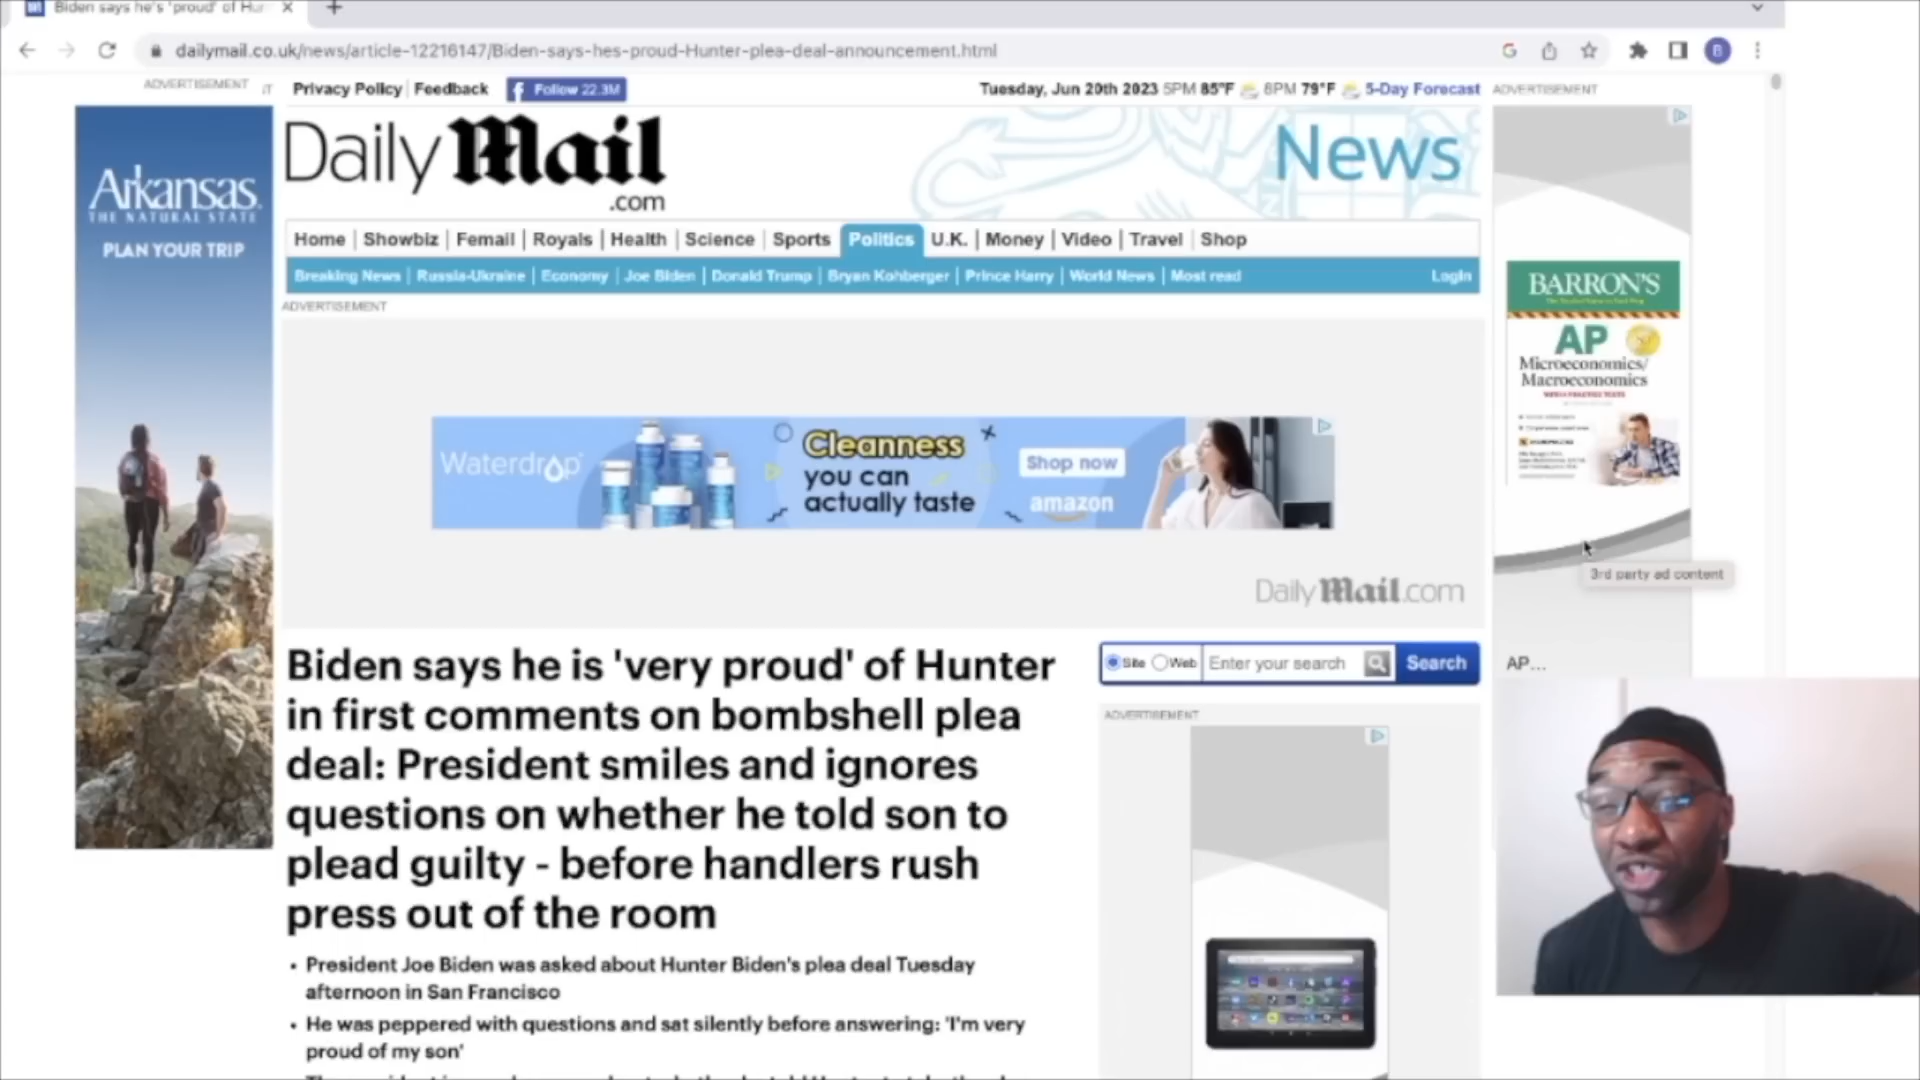 Biden says he's 'proud' of Hun
dailymail.co.uk/news/article-12216147/Biden-says-hes-proud-Hunter-plea-deal-announcement.html
B
ADVERTISEMENT
Privacy Policy Feedback
Follow 22.3M
Tuesday, Jun 20th 2023 5PM 85°F 8PM 79°F 5-Day Forecast
ADVERTISEMENT
Daily Mail
.com
News
Home Showbiz Femail Royals Health Science Sports Politics U.K. Money Video Travel Shop
Breaking News Russia-Ukraine Economy Joe Biden Donald Trump Bryan Kohberger Prince Harry World News Most read Login
ADVERTISEMENT
Arkansas.
THE NATURAL STATE
PLAN YOUR TRIP
Waterdrop
Cleanness
you can
actually taste
Shop now
amazon
DailyMail.com
BARRON'S
AP
Microeconomics/
Macroeconomics
WITH 4 PRACTICE TESTS
3rd party ad content
AP...
Biden says he is 'very proud' of Hunter
in first comments on bombshell plea
deal: President smiles and ignores
questions on whether he told son to
plead guilty - before handlers rush
press out of the room
Site Web Enter your search Search
ADVERTISEMENT
• President Joe Biden was asked about Hunter Biden's plea deal Tuesday
afternoon in San Francisco
• He was peppered with questions and sat silently before answering: 'I'm very
proud of my son'